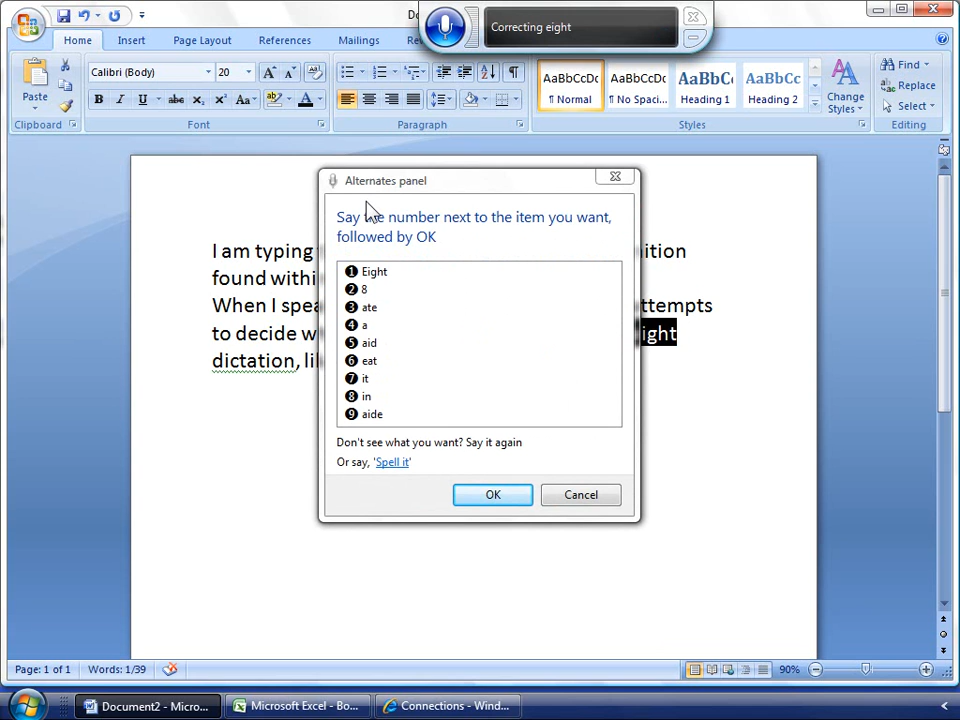 Correcting eight
Home Insert Page Layout References Mailings
Calibri (Body) 20
Paste
Clipboard Font Paragraph Styles Editing
AaBbCcDc AaBbCcDc AaBbCc AaBbCc
¶ Normal ¶ No Spaci... Heading 1 Heading 2
Change Styles
Find
Replace
Select
I am typing
found withi
When I spea ttempts
to decide w ight
dictation, li
Alternates panel
Say the number next to the item you want,
followed by OK
1 Eight
2 8
3 ate
4 a
5 aid
6 eat
7 it
8 in
9 aide
Don't see what you want? Say it again
Or say, 'Spell it'
OK Cancel
Page: 1 of 1 Words: 1/39 90%
Document2 - Micro... Microsoft Excel - Bo... Connections - Wind...